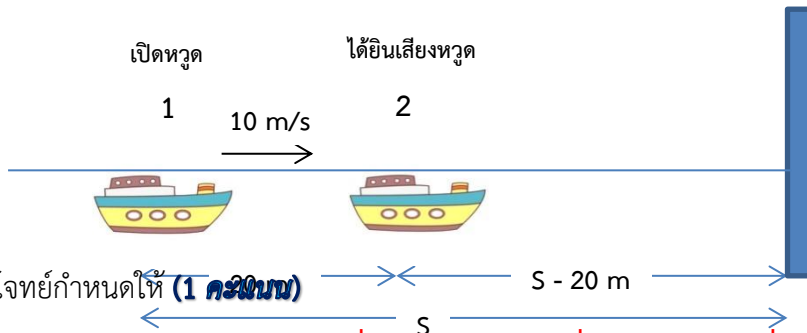 เปิดหวูด
ได้ยินเสียงหวูด
1
2
10 m/s
จทย์กำหนดให้ (1 คะแนน)
20 m
S - 20 m
S